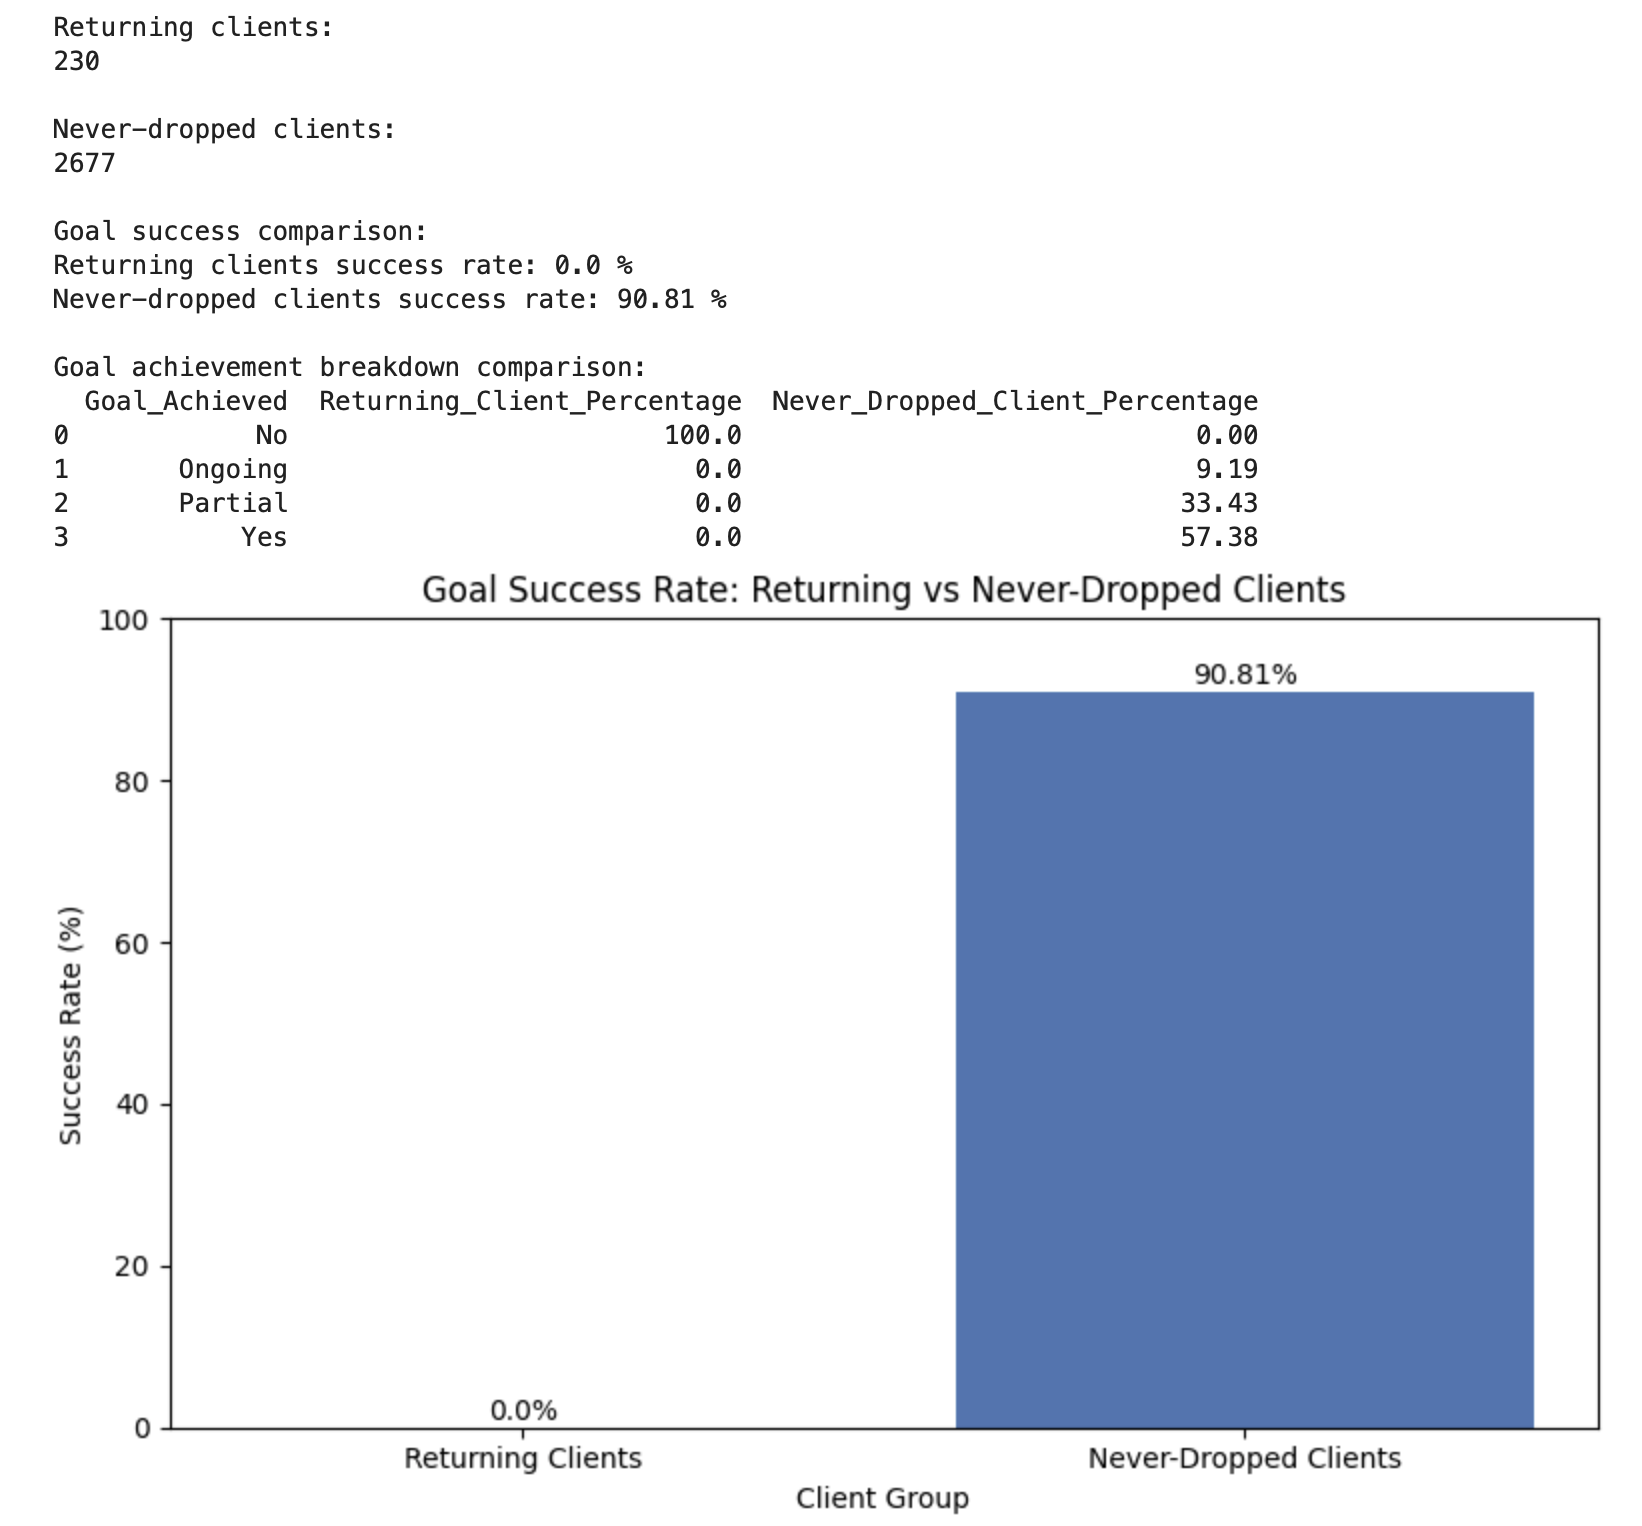 Returning clients:
230
Never-dropped clients:
2677
Goal success comparison:
Returning clients success rate: 0.0 %
Never-dropped clients success rate: 90.81 %
Goal achievement breakdown comparison:
Goal_Achieved Returning_Client_Percentage Never_Dropped_Client_Percentage
0 No 100.0 0.00
1 Ongoing 0.0 9.19
2 Partial 0.0 33.43
3 Yes 0.0 57.38
Goal Success Rate: Returning vs Never-Dropped Clients
100
90.81%
80
60
Success Rate (%)
40
20
0.0%
0
Returning Clients Never-Dropped Clients
Client Group